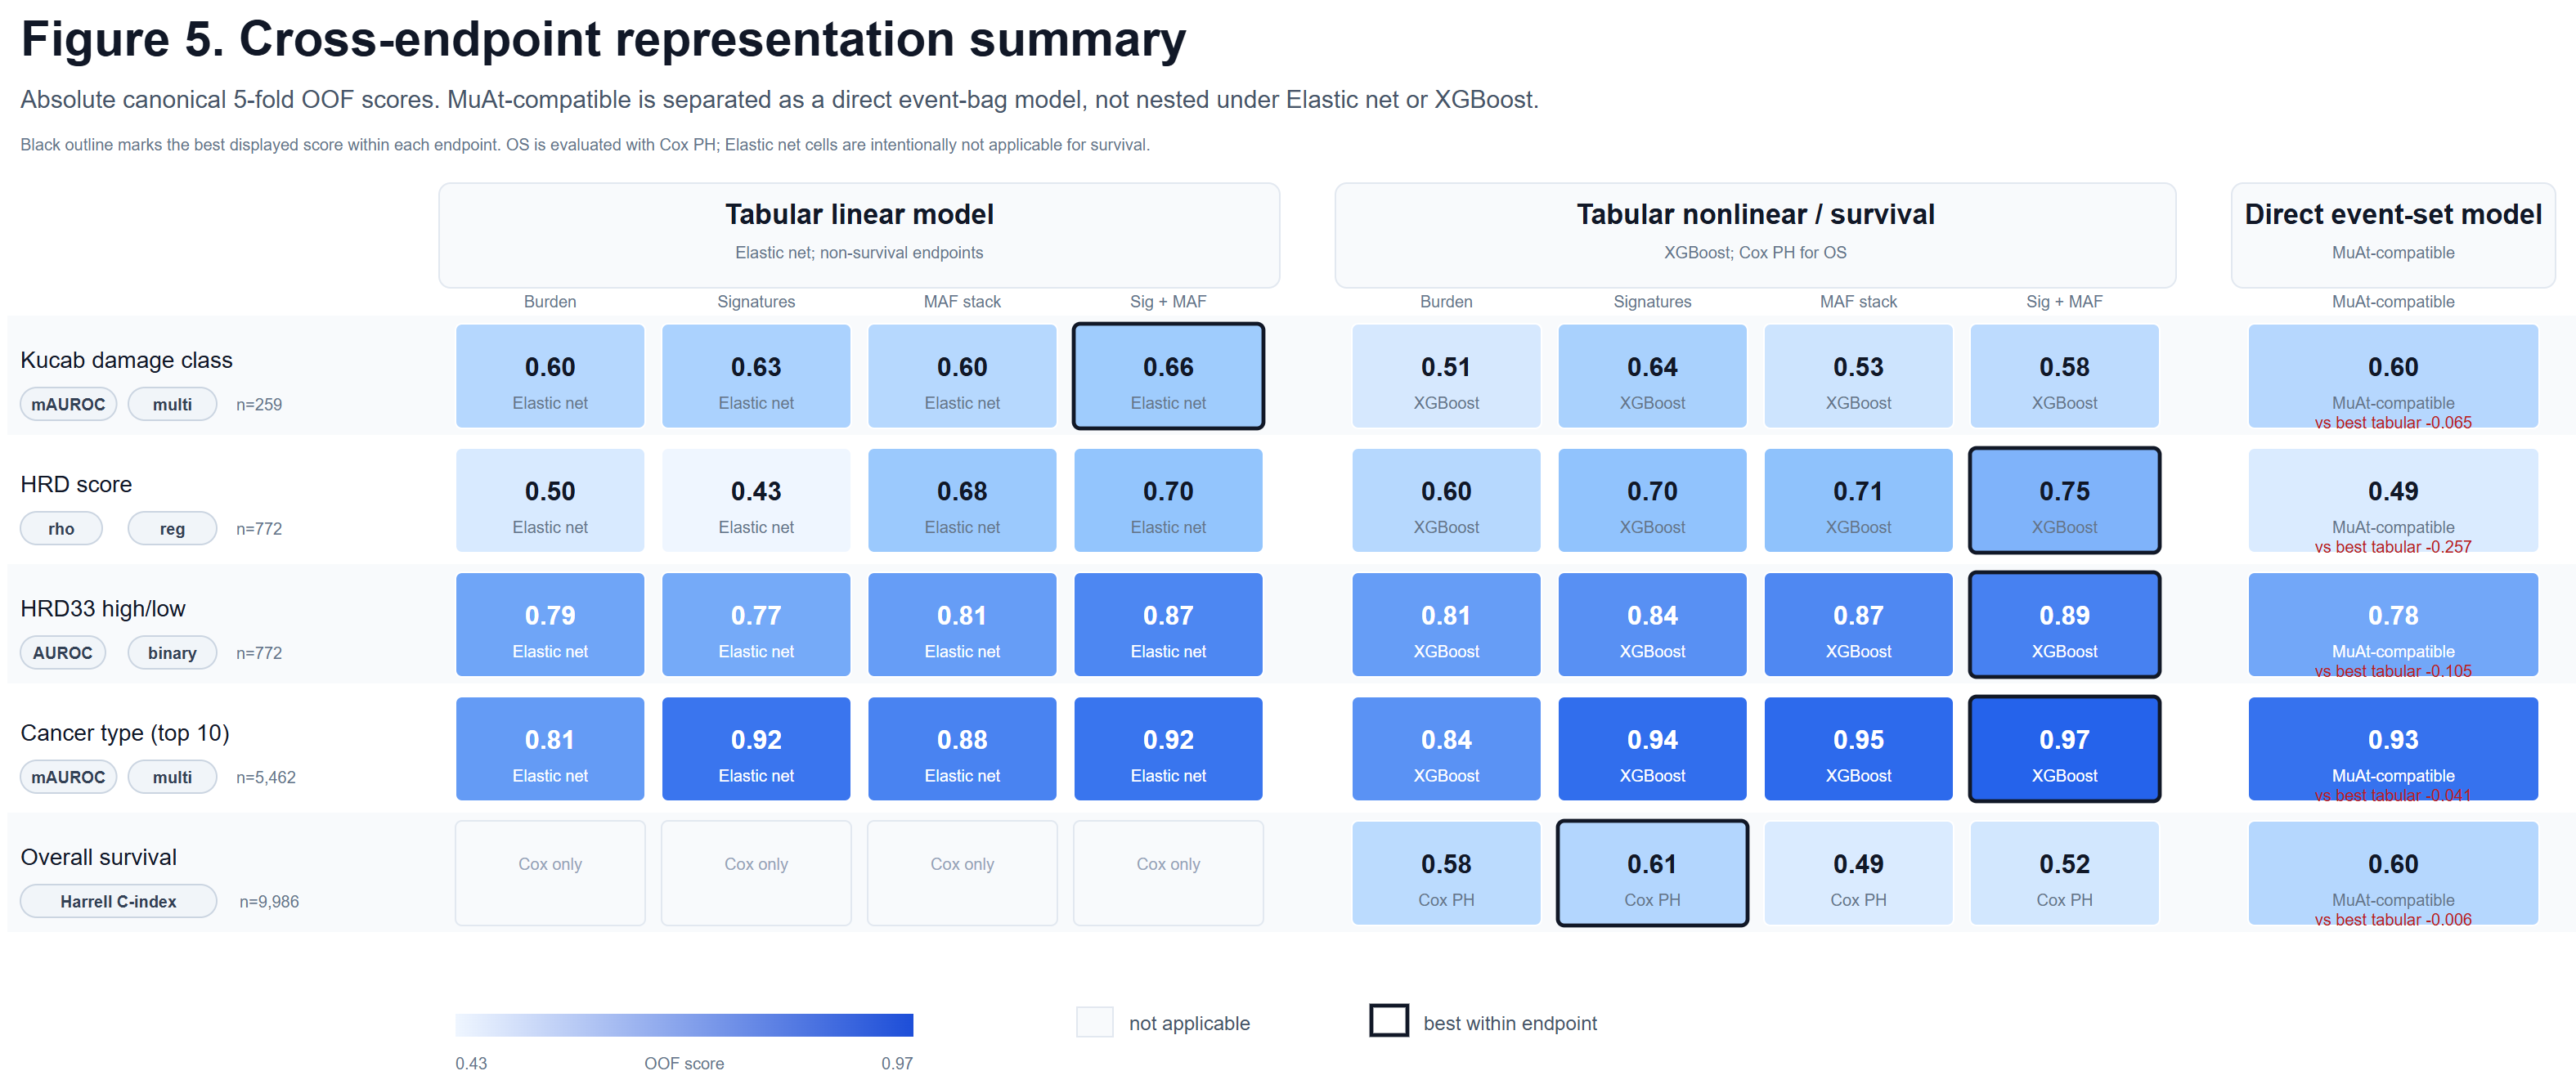 Figure 5. Cross-endpoint representation summary
Absolute canonical 5-fold OOF scores. MuAt-compatible is separated as a direct event-bag model, not nested under Elastic net or XGBoost.
Black outline marks the best displayed score within each endpoint. OS is evaluated with Cox PH; Elastic net cells are intentionally not applicable for survival.
Tabular linear model Tabular nonlinear / survival Direct event-set model
Elastic net; non-survival endpoints XGBoost; Cox PH for OS MuAt-compatible
Burden Signatures MAF stack Sig + MAF Burden Signatures MAF stack Sig + MAF MuAt-compatible
Kucab damage class 0.60 0.63 0.60 0.66 0.51 0.64 0.53 0.58 0.60
mAUROC multi n=259 Elastic net Elastic net Elastic net Elastic net XGBoost XGBoost XGBoost XGBoost MuAt-compatible
vs best tabular -0.065
HRD score 0.50 0.43 0.68 0.70 0.60 0.70 0.71 0.75 0.49
rho reg n=772 Elastic net Elastic net Elastic net Elastic net XGBoost XGBoost XGBoost XGBoost MuAt-compatible
vs best tabular -0.257
HRD33 high/low 0.79 0.77 0.81 0.87 0.81 0.84 0.87 0.89 0.78
AUROC binary n=772 Elastic net Elastic net Elastic net Elastic net XGBoost XGBoost XGBoost XGBoost MuAt-compatible
vs best tabular -0.105
Cancer type (top 10) 0.81 0.92 0.88 0.92 0.84 0.94 0.95 0.97 0.93
mAUROC multi n=5,462 Elastic net Elastic net Elastic net Elastic net XGBoost XGBoost XGBoost XGBoost MuAt-compatible
vs best tabular -0.041
Overall survival Cox only Cox only Cox only Cox only 0.58 0.61 0.49 0.52 0.60
Harrell C-index n=9,986 Cox PH Cox PH Cox PH Cox PH MuAt-compatible
vs best tabular -0.006
not applicable best within endpoint
0.43 OOF score 0.97